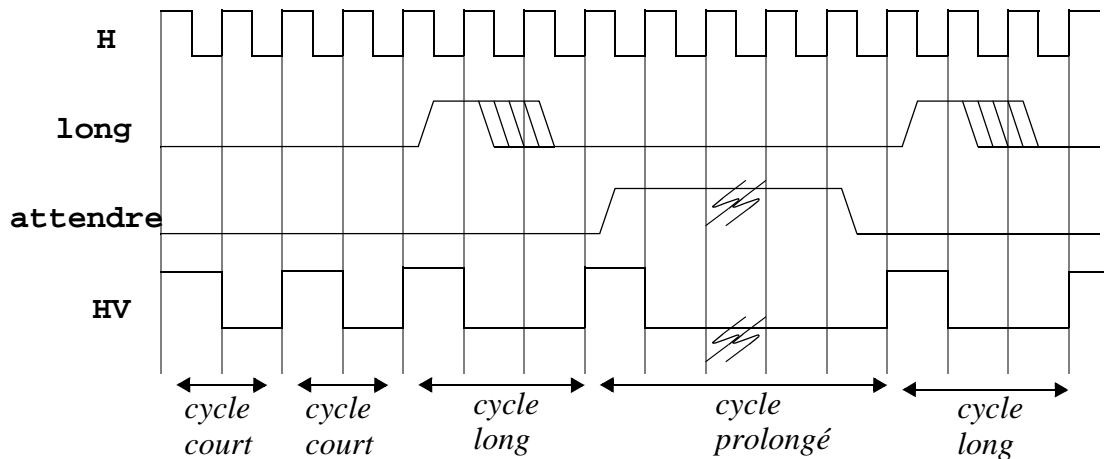 H
long
attendre
HV
cycle court
cycle court
cycle long
cycle prolongé
cycle long